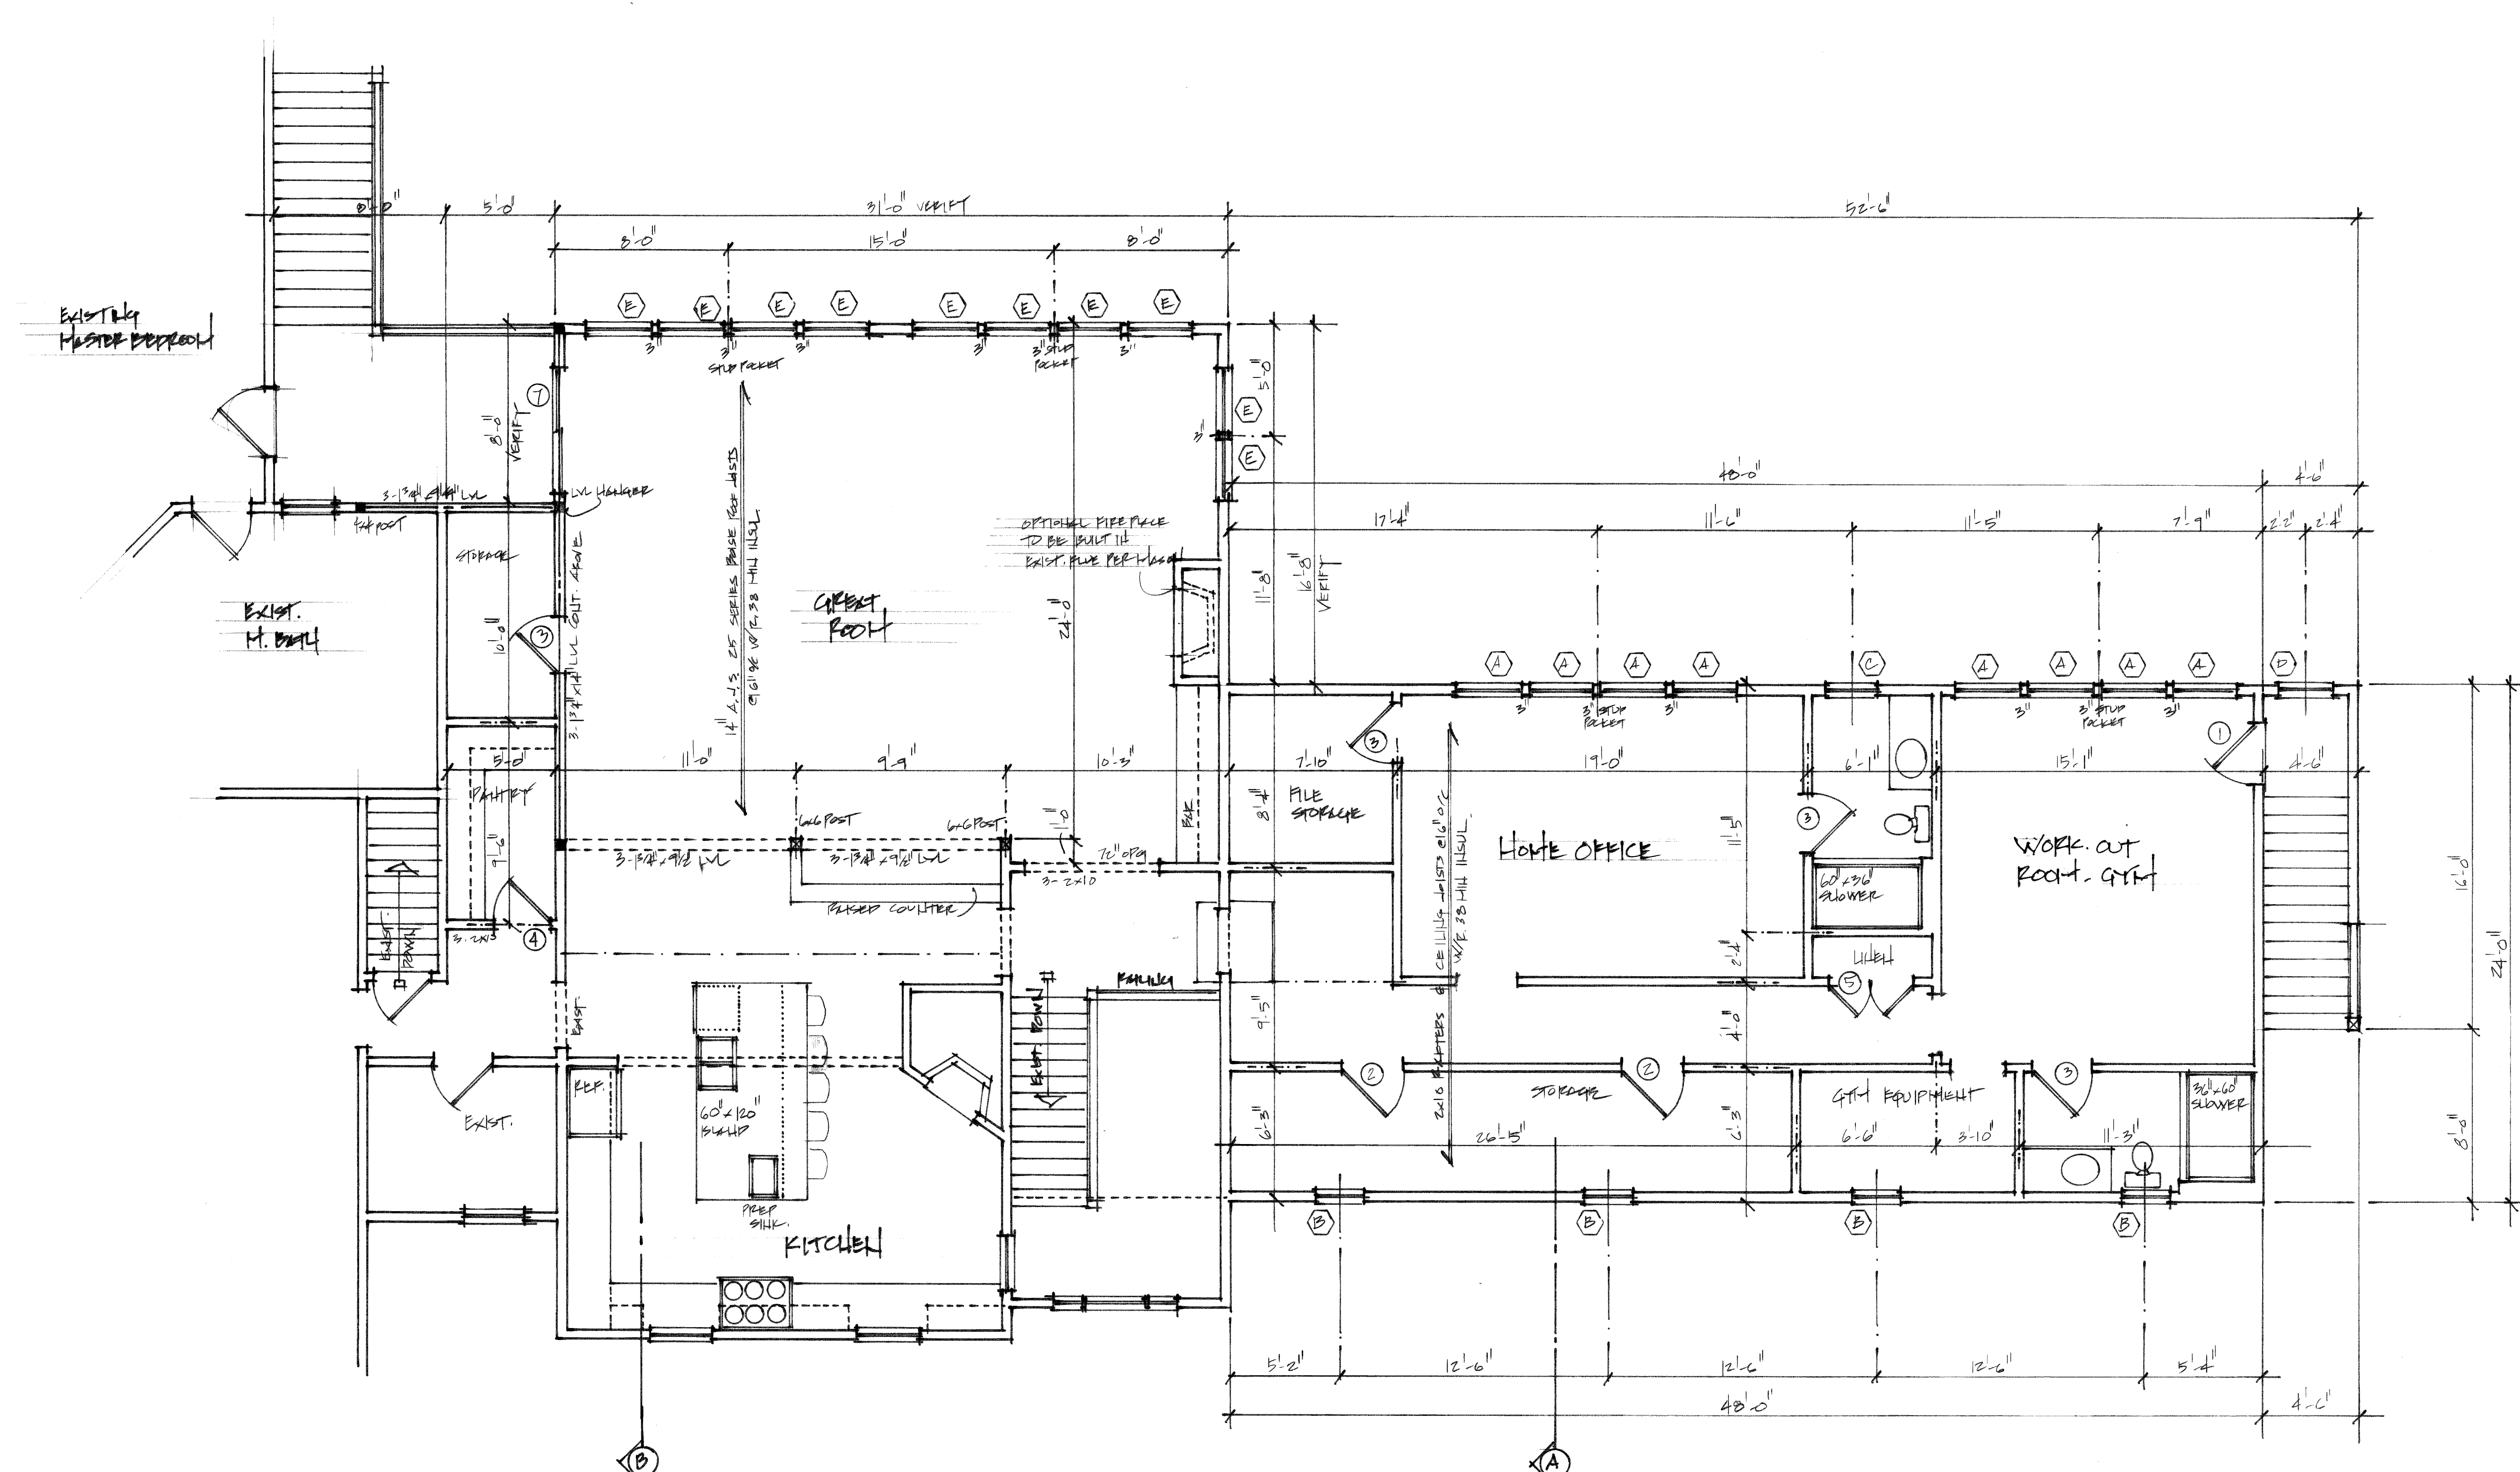 8'-0"
5'-0"
31'-0" VERIFY
52'-6"
8'-0"
15'-0"
8'-0"
E
E
E
E
E
E
E
E
EXISTING
MASTER BEDROOM
3"
3"
STUD POCKET
3"
3"
3" STUD
POCKET
3"
7
8'-0"
VERIFY
5'-0"
E
3"
E
48'-0"
4'-6"
3-1 3/4" x 9 1/4" LVL
4x4 POST
LVL HANGER
17'-4"
11'-6"
11'-5"
7'-9"
2'-2"
2'-4"
OPTIONAL FIREPLACE
TO BE BUILT IN
EXIST. FLUE PER MASON
STORAGE
14" A.J.S. 25 SERIES BOISE ROOF JOISTS
@ 16" o/c W/ R.38 MIN INSUL
3-1 3/4" x 14" LVL CONT. ABOVE
11'-8"
16'-8"
VERIFY
EXIST.
M. BATH
10'-0"
3
GREAT
ROOM
24'-0"
A
A
A
A
C
A
A
A
A
D
3"
3" STUD
POCKET
3"
3"
3" STUD
POCKET
3"
3
1
5'-0"
11'-0"
9'-9"
10'-3"
7'-10"
19'-0"
6'-1"
15'-1"
4'-6"
PANTRY
9'-6"
6x6 POST
6x6 POST
1'-0"
8'-4"
FILE
STORAGE
HOME OFFICE
11'-5"
3
WORK.OUT
ROOM - GYM
3-1 3/4" x 9 1/2" LVL
3-1 3/4" x 9 1/2" LVL
72" OPG
3-2x10
60" x 36"
SHOWER
16'-0"
24'-0"
RAISED COUNTER
EXIST.
DOWN
4
2'-4"
LINEN
5
EXIST.
RAILING
EXIST. DOWN
9'-5"
2x10 RAFTERS & CEILING JOISTS @ 16" o/c
W/ R.38 MIN INSUL.
4'-0"
REF.
EXIST.
60" x 120"
ISLAND
2
STORAGE
2
GYM EQUIPMENT
3
36" x 60"
SHOWER
6'-3"
26'-15"
6'-3"
6'-6"
3'-10"
11'-3"
8'-0"
PREP
SINK.
KITCHEN
B
B
B
B
5'-2"
12'-6"
12'-6"
12'-6"
5'-4"
48'-0"
4'-6"
B
A